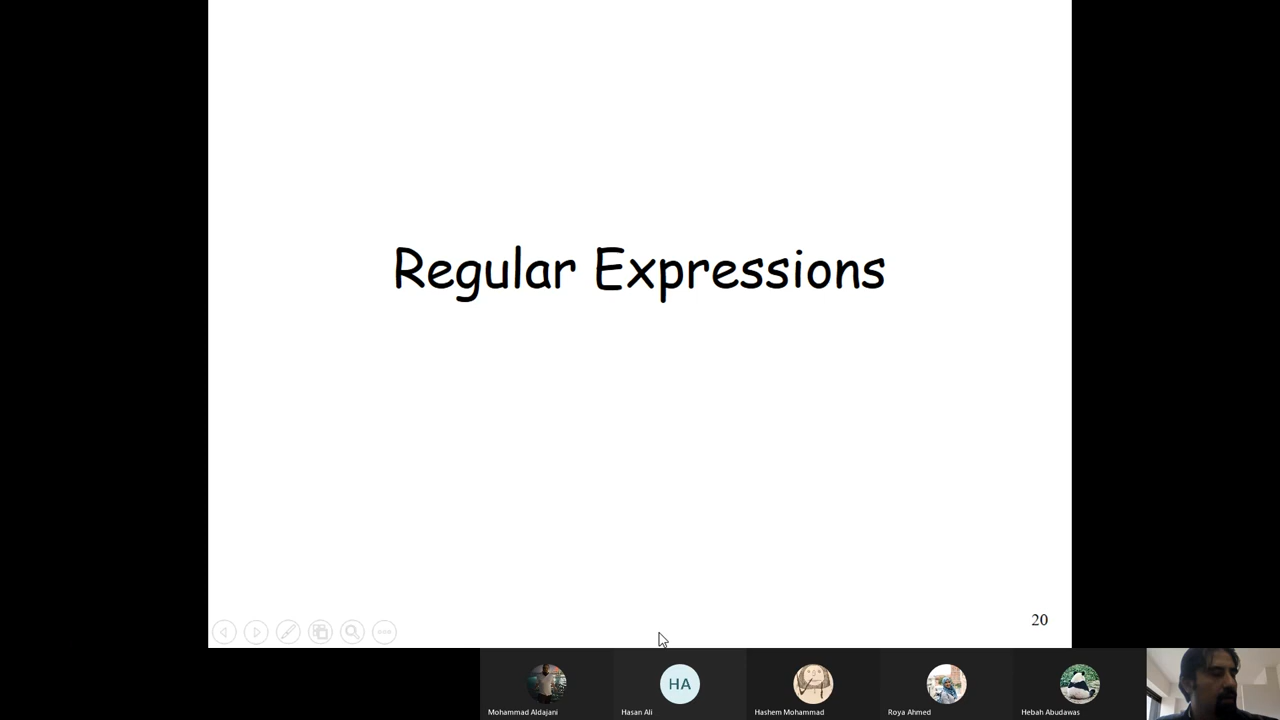 Regular Expressions
20
Mohammad Aldajani
HA
Hasan Ali
Hashem Mohammad
Roya Ahmed
Hebah Abudawas